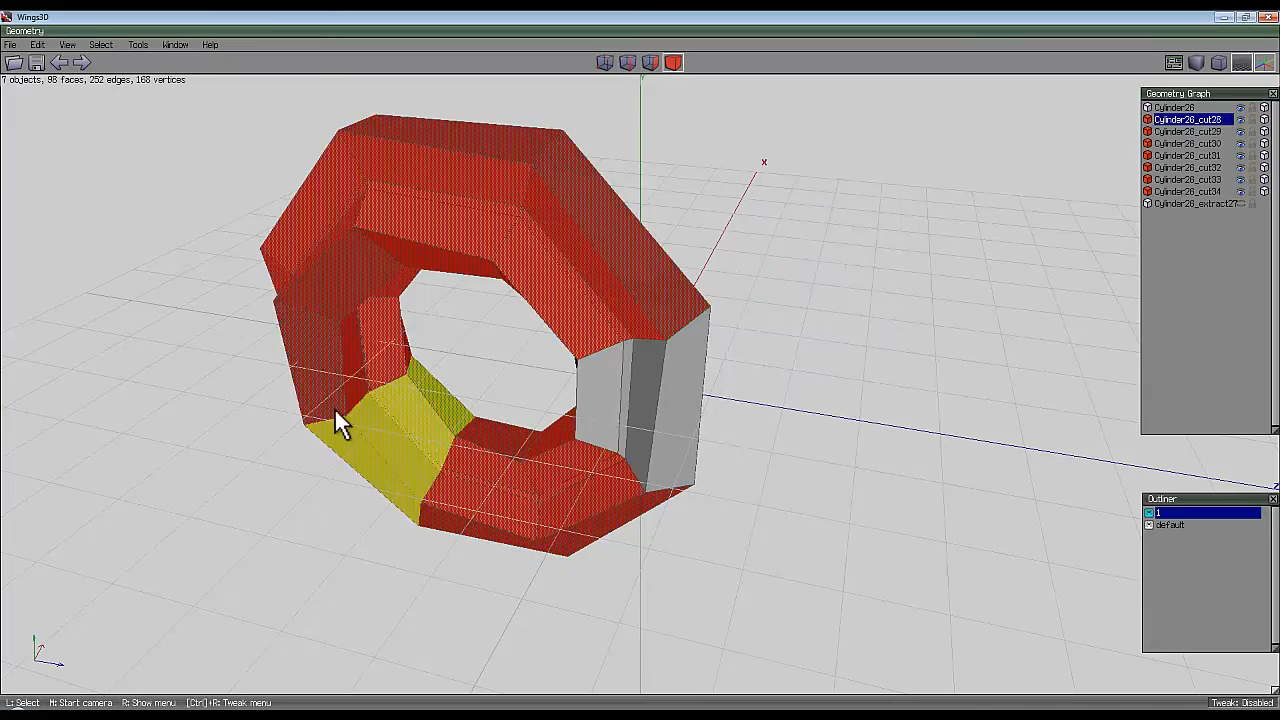 Wings3D
Geometry
File Edit View Select Tools Window Help
7 objects, 98 faces, 252 edges, 168 vertices
Y
X
Z
Geometry Graph
Cylinder26
Cylinder26_cut28
Cylinder26_cut29
Cylinder26_cut30
Cylinder26_cut31
Cylinder26_cut32
Cylinder26_cut33
Cylinder26_cut34
Cylinder26_extract27
Outliner
1
default
L: Select M: Start camera R: Show menu [Ctrl]+R: Tweak menu
Tweak: Disabled